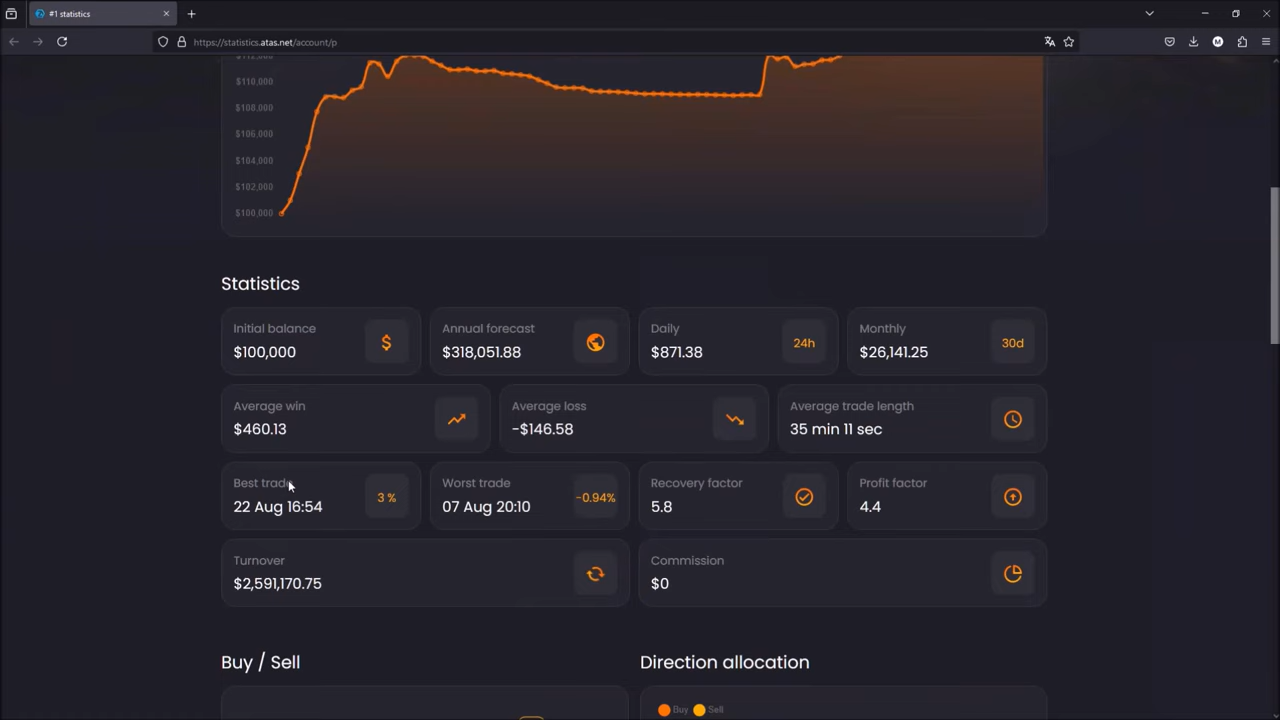 #1 statistics
https://statistics.atas.net/account/p
$112,000
$110,000
$108,000
$106,000
$104,000
$102,000
$100,000
Statistics
Initial balance
$100,000
$
Annual forecast
$318,051.88
Daily
$871.38
24h
Monthly
$26,141.25
30d
Average win
$460.13
Average loss
-$146.58
Average trade length
35 min 11 sec
Best trade
22 Aug 16:54
3 %
Worst trade
07 Aug 20:10
-0.94%
Recovery factor
5.8
Profit factor
4.4
Turnover
$2,591,170.75
Commission
$0
Buy / Sell
Direction allocation
Buy
Sell